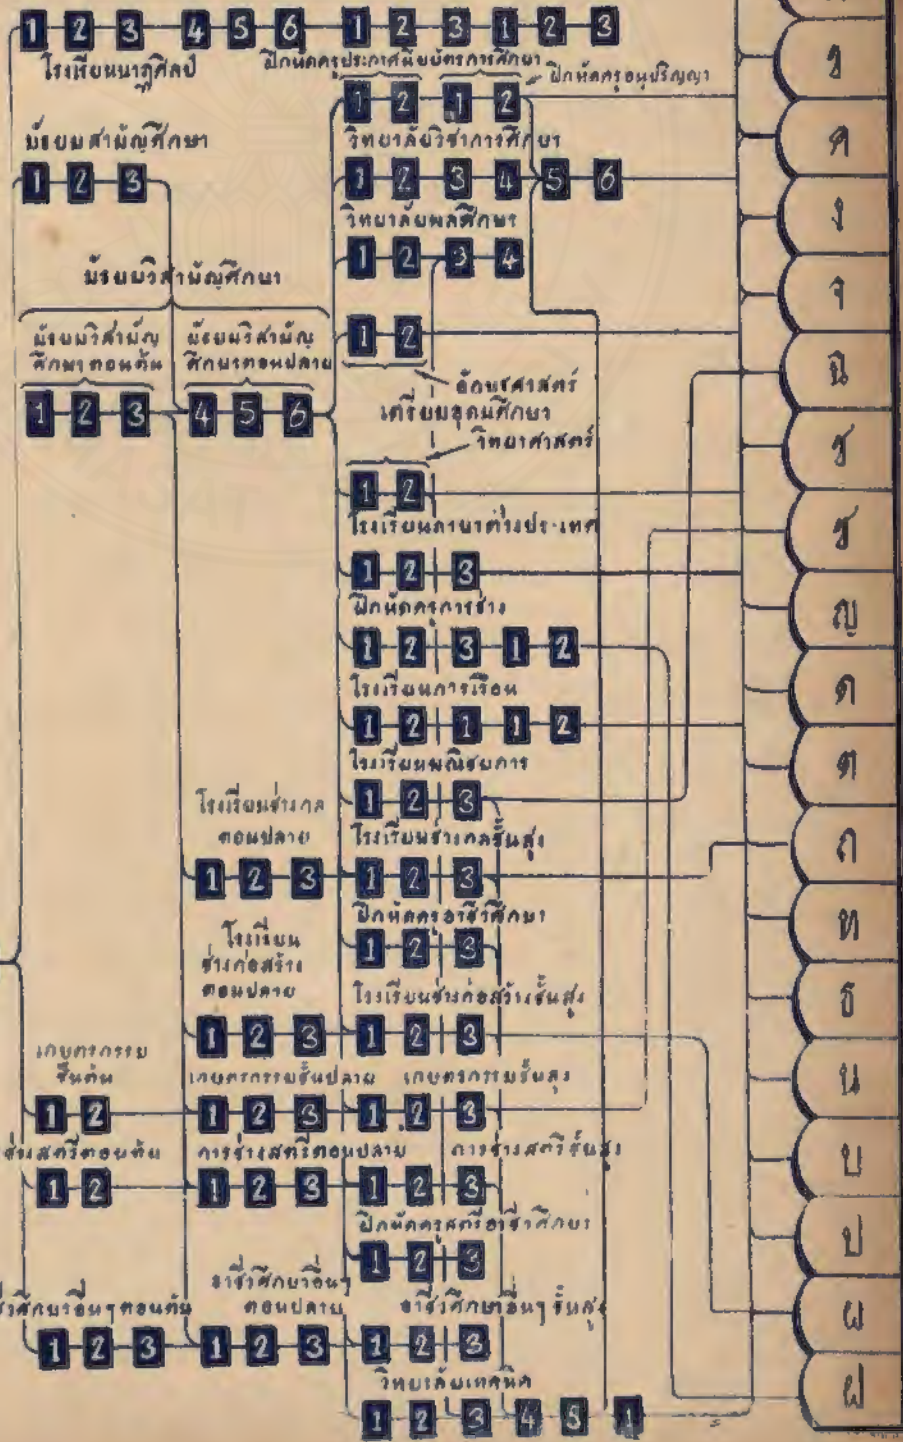 1 2 3 4 5 6 1 2 3 1 2 3
โรงเรียนนาฏศิลป์
ฝึกหัดครูประกาศนียบัตรการศึกษา
ฝึกหัดครูอนุปริญญา
1 2 1 2
มัธยมสามัญศึกษา
1 2 3
วิทยาลัยวิชาการศึกษา
1 2 3 4 5 6
วิทยาลัยพลศึกษา
1 2 3 4
มัธยมวิสามัญศึกษา
มัธยมวิสามัญ
ศึกษาตอนต้น
1 2 3
มัธยมวิสามัญ
ศึกษาตอนปลาย
4 5 6
1 2
อักษรศาสตร์
เตรียมอุดมศึกษา
วิทยาศาสตร์
1 2
โรงเรียนภาษาต่างประเทศ
1 2 3
ฝึกหัดครูการช่าง
1 2 3 1 2
โรงเรียนการเรือน
1 2 1 1 2
โรงเรียนพณิชยการ
1 2 3
โรงเรียนช่างกล
ตอนปลาย
1 2 3
โรงเรียนช่างกลชั้นสูง
1 2 3
ฝึกหัดครูอาชีวศึกษา
1 2 3
โรงเรียน
ช่างก่อสร้าง
ตอนปลาย
1 2 3
โรงเรียนช่างก่อสร้างชั้นสูง
1 2 3
เกษตรกรรม
ชั้นต้น
1 2
เกษตรกรรมชั้นปลาย
1 2 3
เกษตรกรรมชั้นสูง
1 2 3
ช่างสตรีตอนต้น
1 2
การช่างสตรีตอนปลาย
1 2 3
การช่างสตรีชั้นสูง
1 2 3
ฝึกหัดครูสตรีอาชีวศึกษา
1 2 3
ชีวศึกษาอื่นๆตอนต้น
1 2 3
อาชีวศึกษาอื่นๆ
ตอนปลาย
1 2 3
อาชีวศึกษาอื่นๆ ชั้นสูง
1 2 3
วิทยาลัยเทคนิค
1 2 3 4 5 1
ข
ค
ง
จ
ฉ
ช
ซ
ญ
ด
ต
ถ
ท
ธ
น
บ
ป
ผ
ฝ